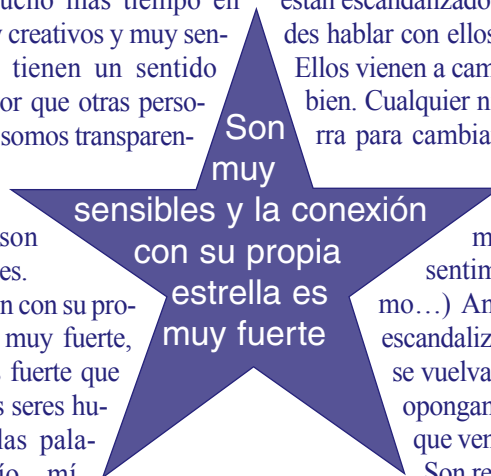 mucho más tiempo en
y creativos y muy sen-
tienen un sentido
or que otras perso-
somos transparen-
son
es.
n con su pro-
muy fuerte,
fuerte que
s seres hu-
las pala-
Son
muy
sensibles y la conexión
con su propia
estrella es
muy fuerte
están escandalizado
des hablar con ellos
Ellos vienen a cam
bien. Cualquier n
rra para cambia
m
sentim
mo…) An
escandaliz
se vuelva
opongan
que ven
Son re